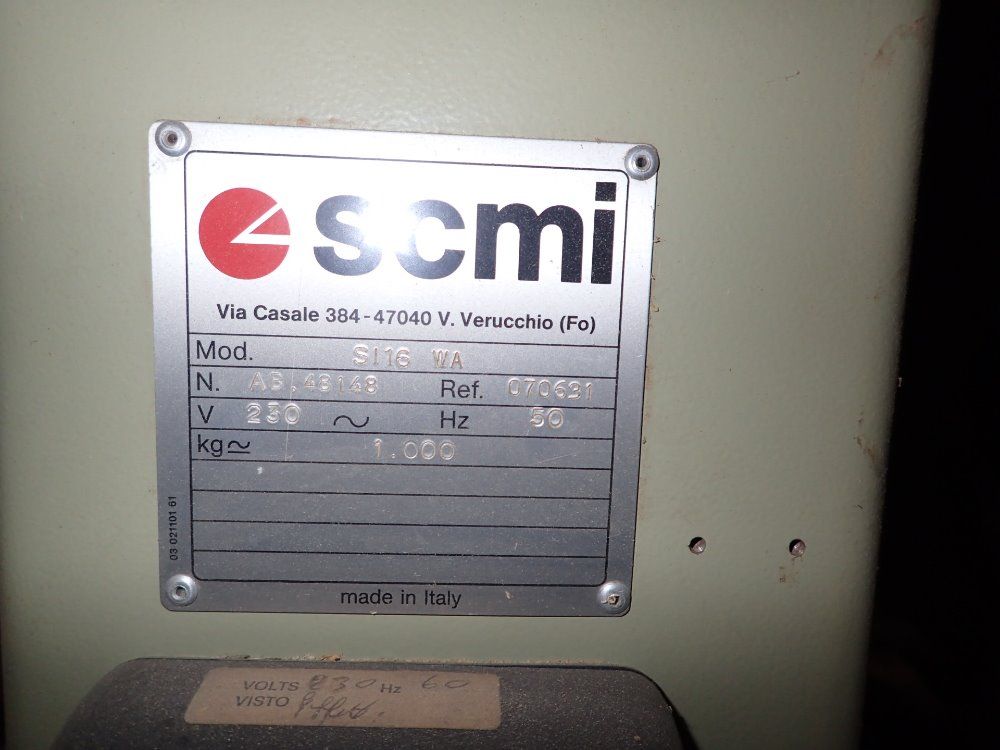 scmi
Via Casale 384-47040 V. Verucchio (Fo)
Mod. SI16 WA
N. AB.48148 Ref. 070631
V 230 ~ Hz 50
kg≃ 1.000
03 021101 61
made in Italy
VOLTS 230 Hz 60
VISTO